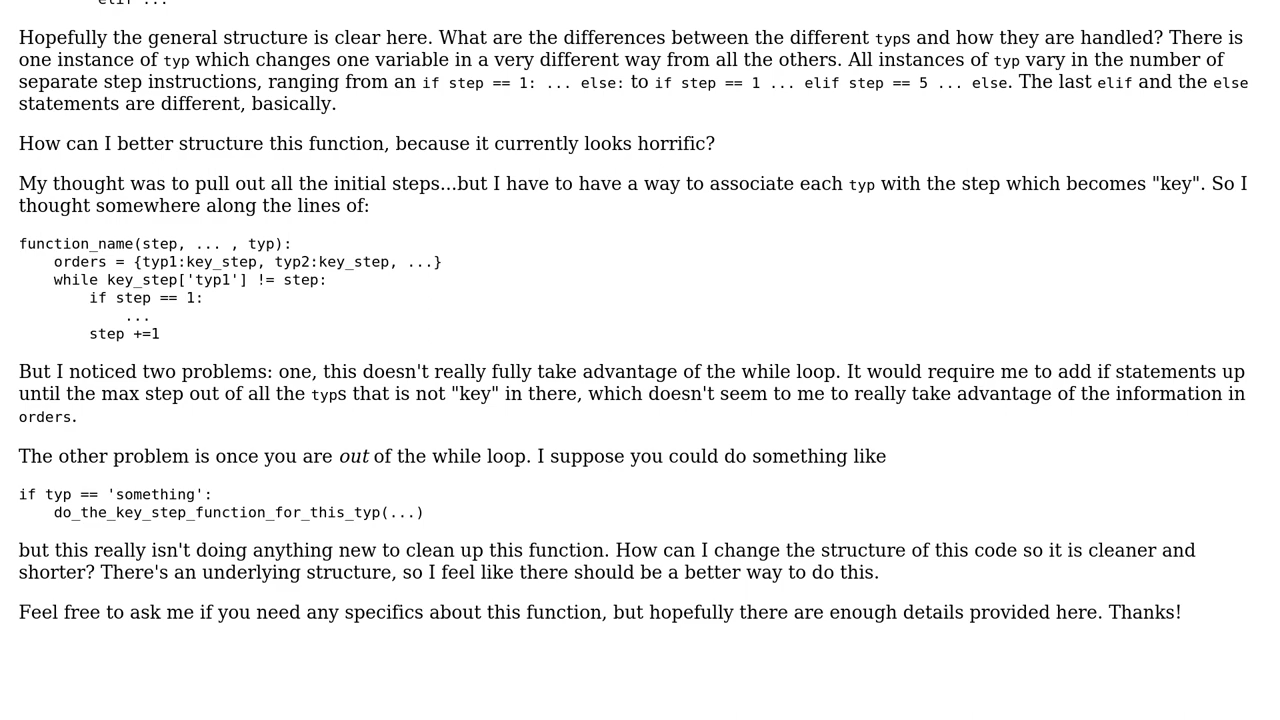 elif ...
Hopefully the general structure is clear here. What are the differences between the different typs and how they are handled? There is
one instance of typ which changes one variable in a very different way from all the others. All instances of typ vary in the number of
separate step instructions, ranging from an if step == 1: ... else: to if step == 1 ... elif step == 5 ... else. The last elif and the else
statements are different, basically.
How can I better structure this function, because it currently looks horrific?
My thought was to pull out all the initial steps...but I have to have a way to associate each typ with the step which becomes "key". So I
thought somewhere along the lines of:
function_name(step, ... , typ):
    orders = {typ1:key_step, typ2:key_step, ...}
    while key_step['typ1'] != step:
        if step == 1:
            ...
        step +=1
But I noticed two problems: one, this doesn't really fully take advantage of the while loop. It would require me to add if statements up
until the max step out of all the typs that is not "key" in there, which doesn't seem to me to really take advantage of the information in
orders.
The other problem is once you are out of the while loop. I suppose you could do something like
if typ == 'something':
    do_the_key_step_function_for_this_typ(...)
but this really isn't doing anything new to clean up this function. How can I change the structure of this code so it is cleaner and
shorter? There's an underlying structure, so I feel like there should be a better way to do this.
Feel free to ask me if you need any specifics about this function, but hopefully there are enough details provided here. Thanks!